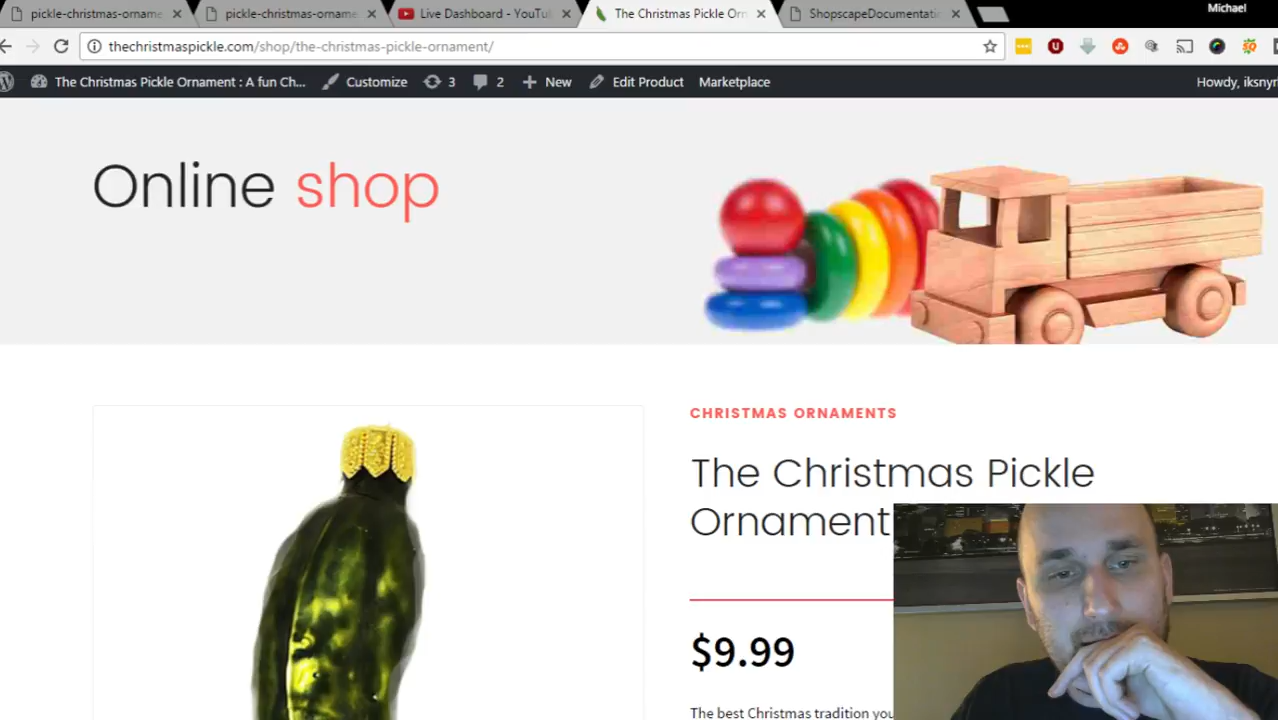 pickle-christmas-orname
pickle-christmas-orname
Live Dashboard - YouTu
The Christmas Pickle Orn
ShopscapeDocumentati
Michael
thechristmaspickle.com/shop/the-christmas-pickle-ornament/
The Christmas Pickle Ornament : A fun Ch...
Customize
3
2
New
Edit Product
Marketplace
Howdy, iksnyr
Online shop
CHRISTMAS ORNAMENTS
The Christmas Pickle
Ornament
$9.99
The best Christmas tradition you